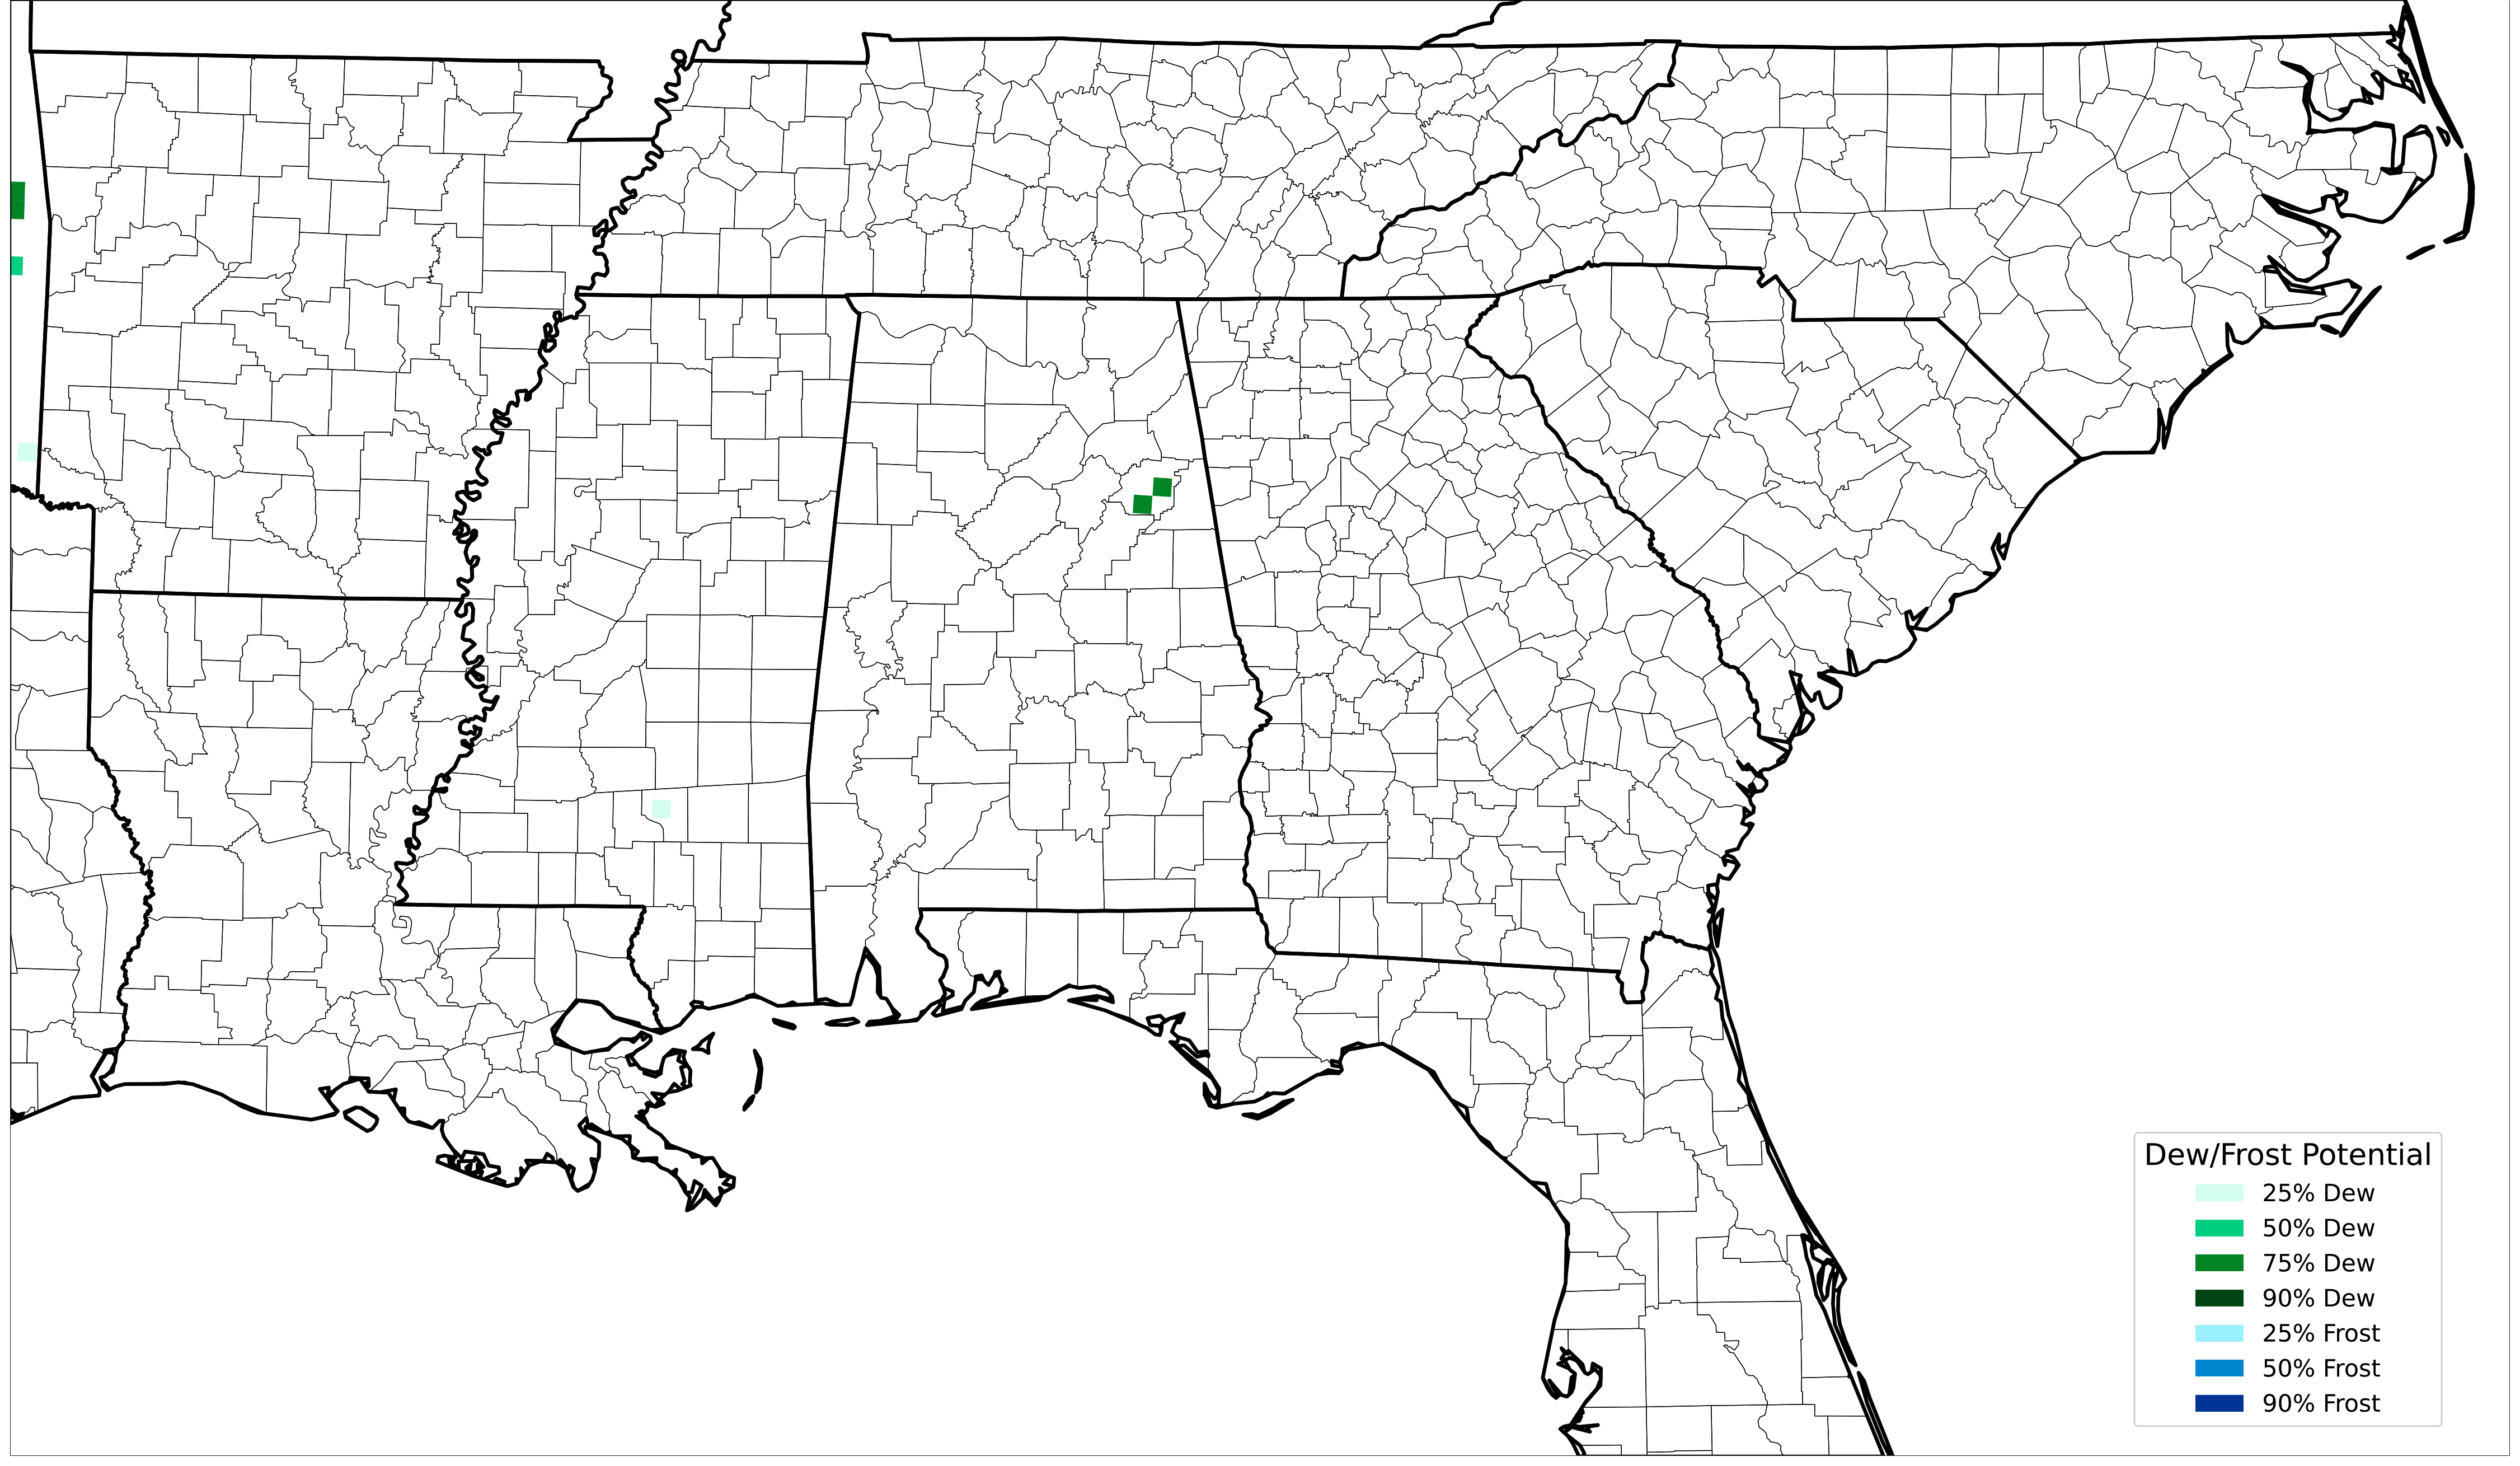 Dew/Frost Potential
25% Dew
50% Dew
75% Dew
90% Dew
25% Frost
50% Frost
90% Frost